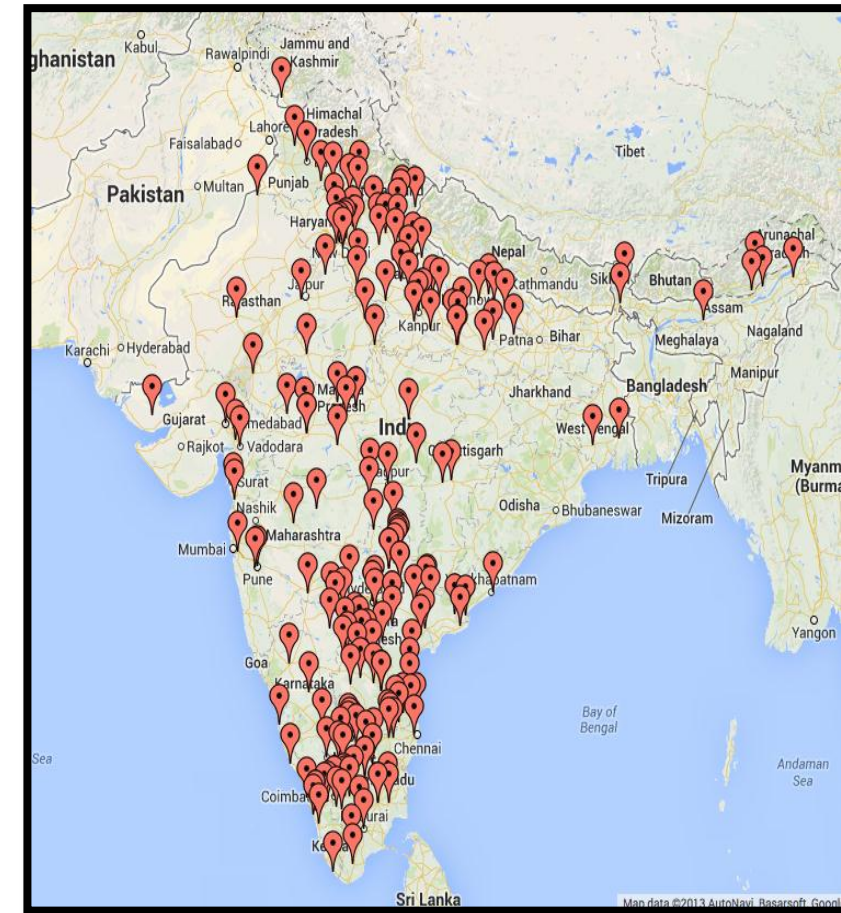 Kabul
ghanistan
Rawalpindi
Jammu and
Kashmir
Himachal
Lahore
radesh
Faisalabad
Tibet
Multan
Punjab
Pakistan
Haryan
Arunachal
Nepal
Kathmandu
Sik
Bhutan
Jaipur
Rajasthan
Assam
Kanpur
Nagaland
Patna
Bihar
Meghalaya
Karachi
Hyderabad
Manipur
Bangladesh
Jharkhand
Gujarat
Ind
West Bengal
Rajkot
Vadodara
Tripura
Myanm
(Burma
Surat
Odisha
Bhubaneswar
Mizoram
Nashik
Maharashtra
Mumbai
Pune
Yangon
Goa
Karnataka
Bay of
Bengal
Chennai
Sea
Andaman
Sea
Coimba
Sri Lanka
Map data ©2013 AutoNavi, Basarsoft, Googl